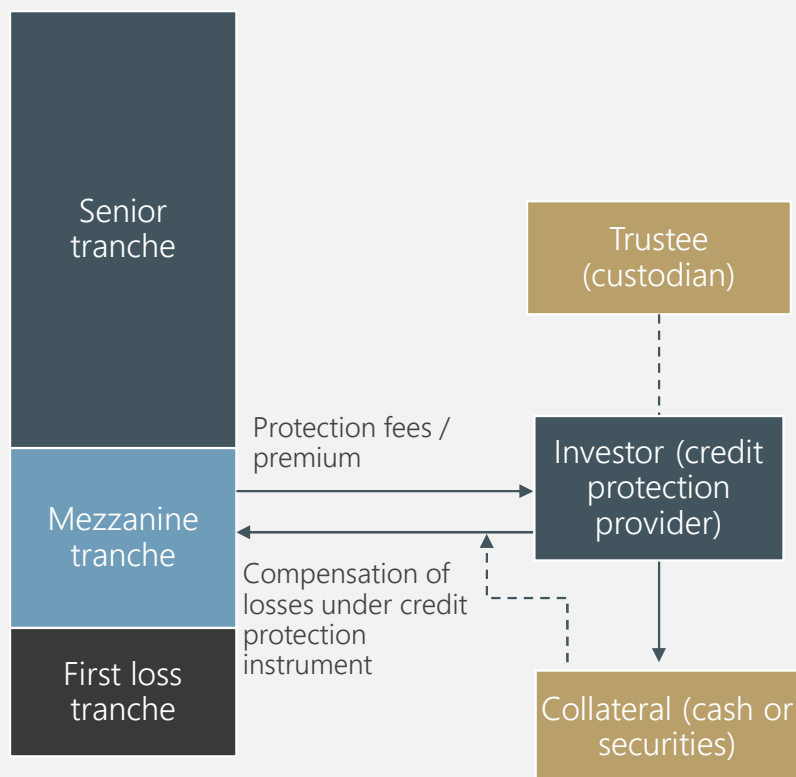 Senior
tranche
Trustee
(custodian)
Protection fees /
premium
Investor (credit
protection
provider)
Mezzanine
tranche
Compensation of
losses under credit
protection
instrument
First loss
tranche
Collateral (cash or
securities)